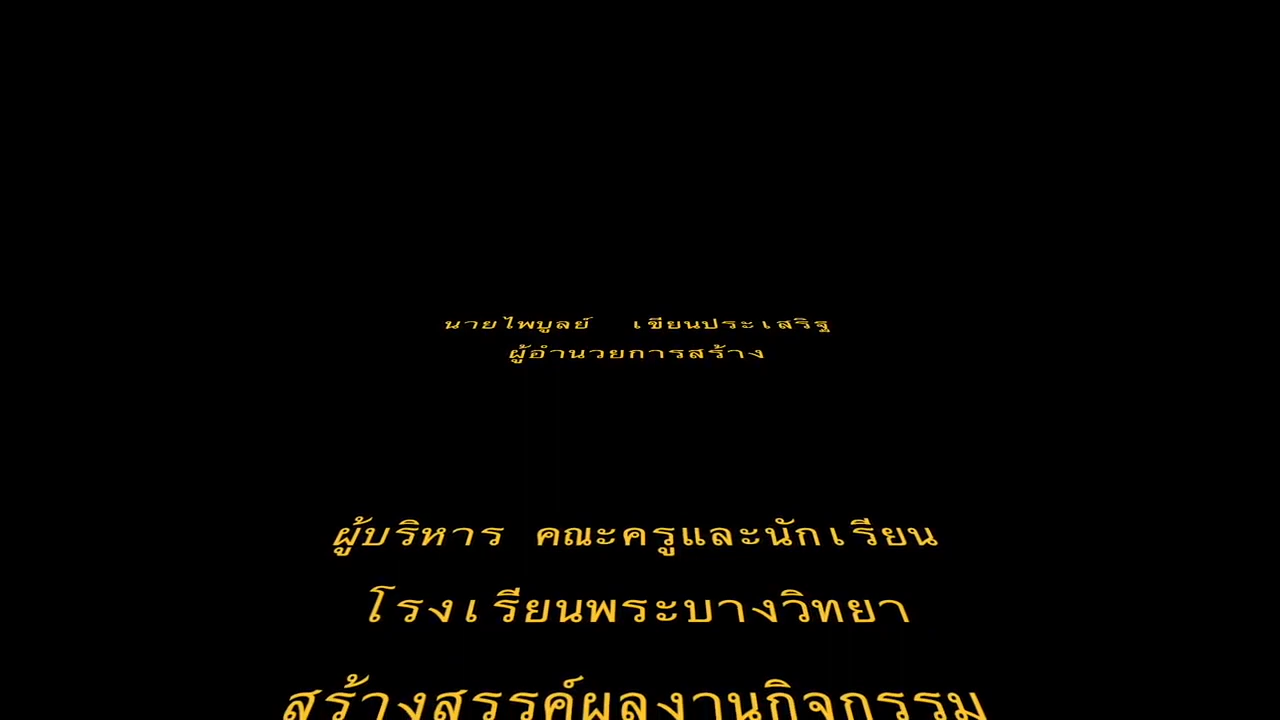 นายไพบูลย์ เขียนประเสริฐ
ผู้อำนวยการสร้าง
ผู้บริหาร คณะครูและนักเรียน
โรงเรียนพระบางวิทยา
สร้างสรรค์ผลงานกิจกรรม